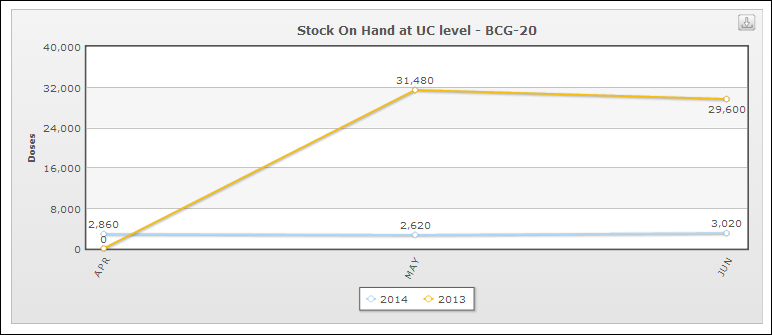 Stock On Hand at UC level - BCG-20
40,000
32,000
24,000
16,000
8,000
0
Doses
31,480
29,600
2,860
0
2,620
3,020
APR
MAY
JUN
2014 2013